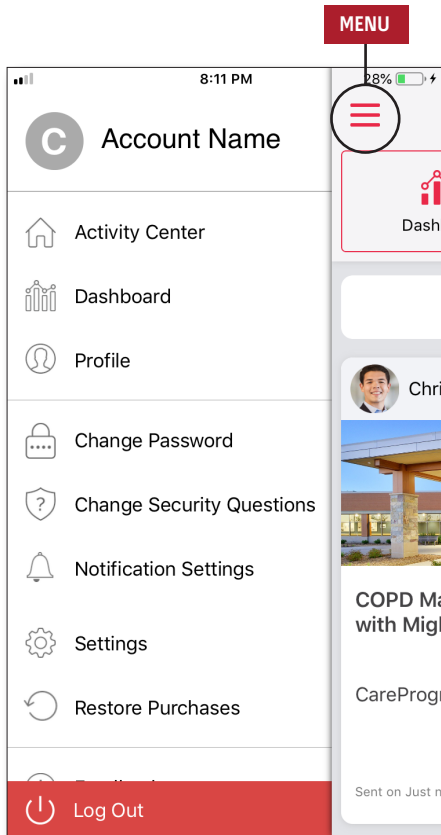 MENU
8:11 PM
28%
C
Account Name
Activity Center
Dashboard
Profile
Change Password
Change Security Questions
Notification Settings
Settings
Restore Purchases
Log Out
Dash
Chri
COPD Ma
with Migh
CareProgr
Sent on Just n